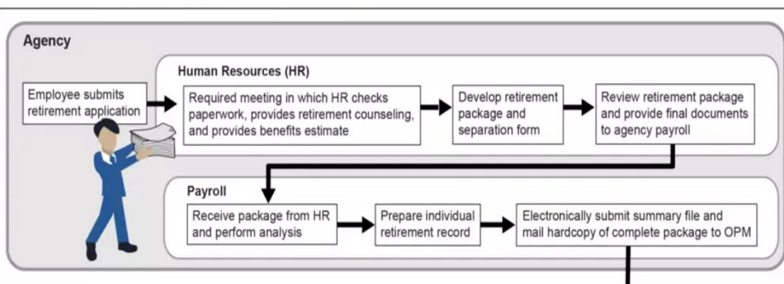 Agency
Human Resources (HR)
Employee submits
retirement application
Required meeting in which HR checks
paperwork, provides retirement counseling,
and provides benefits estimate
Develop retirement
package and
separation form
Review retirement package
and provide final documents
to agency payroll
Payroll
Receive package from HR
and perform analysis
Prepare individual
retirement record
Electronically submit summary file and
mail hardcopy of complete package to OPM